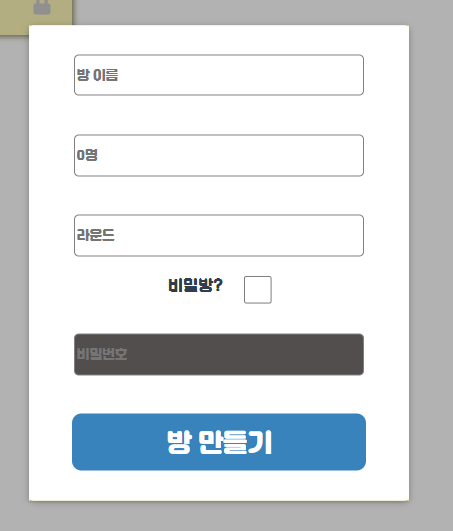 방 이름
0명
라운드
비밀방?
비밀번호
방 만들기